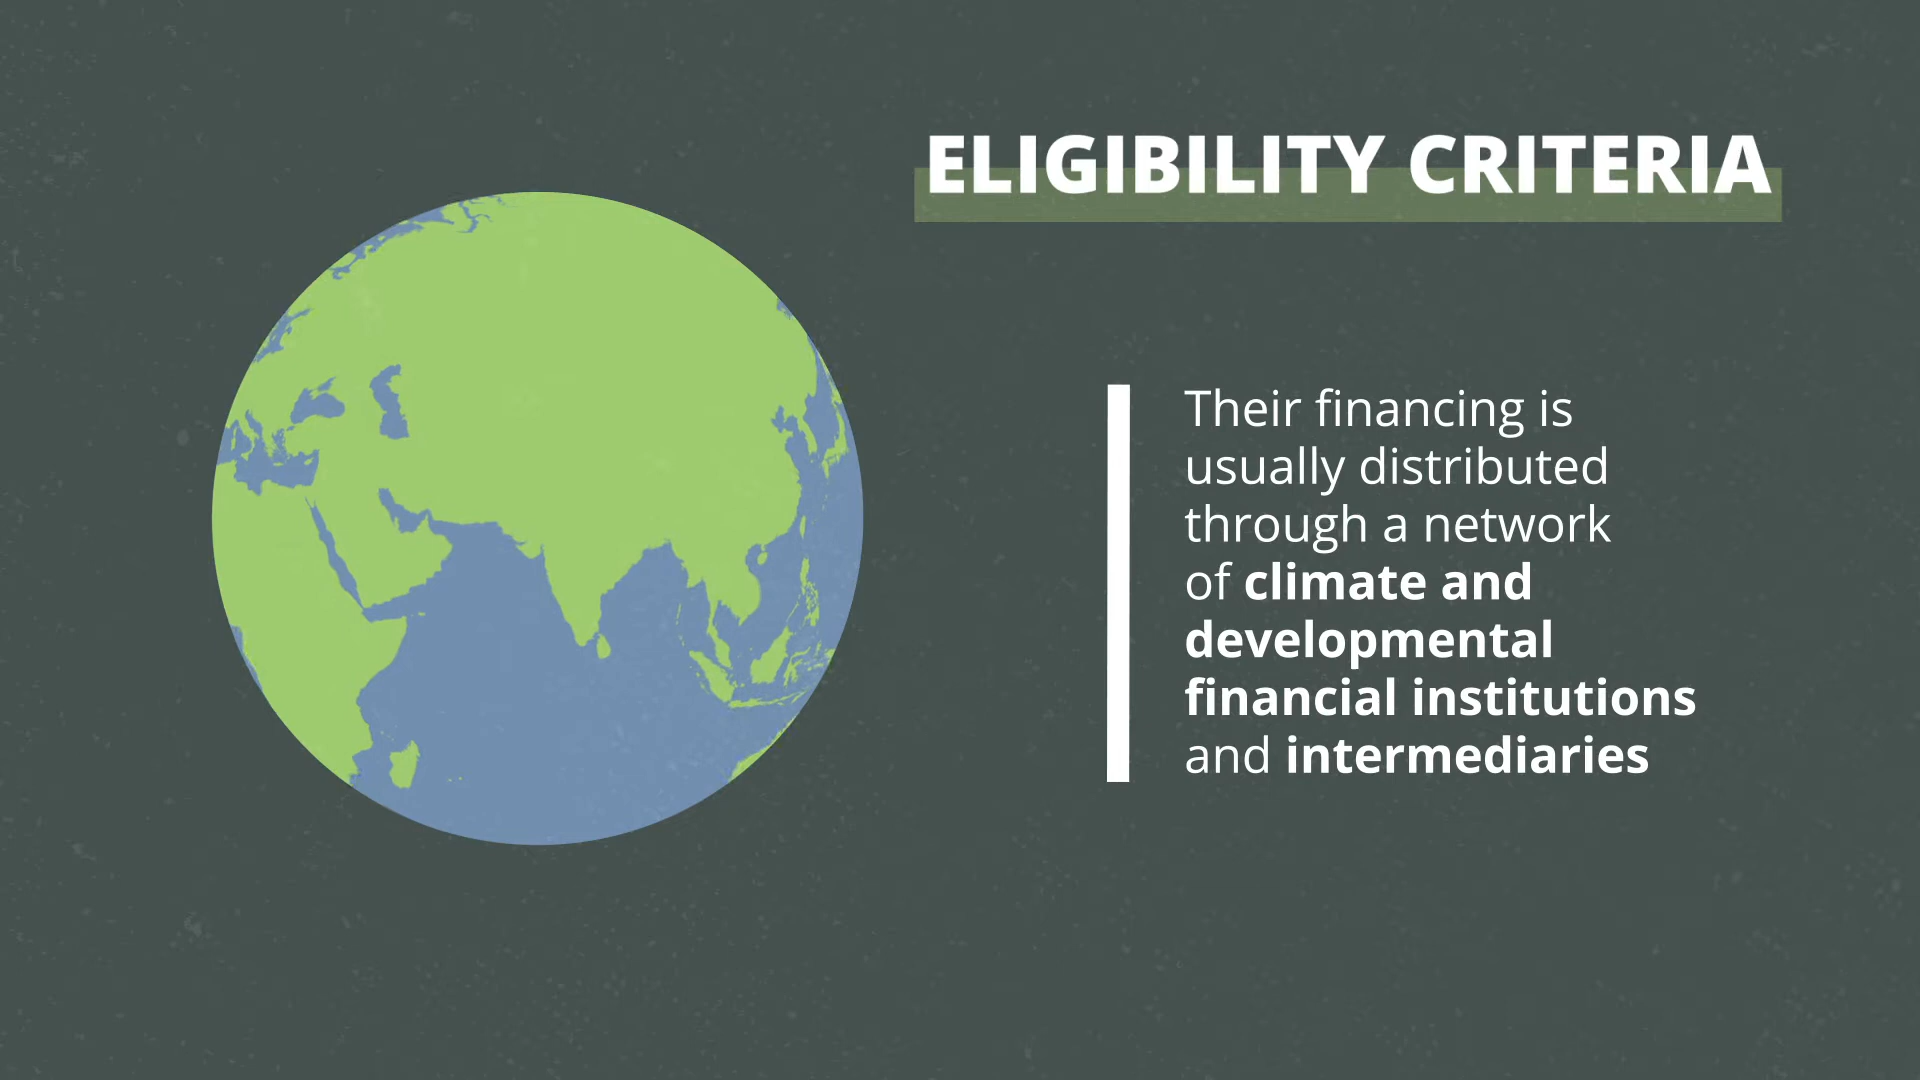 ELIGIBILITY CRITERIA
Their financing is
usually distributed
through a network
of climate and
developmental
financial institutions
and intermediaries